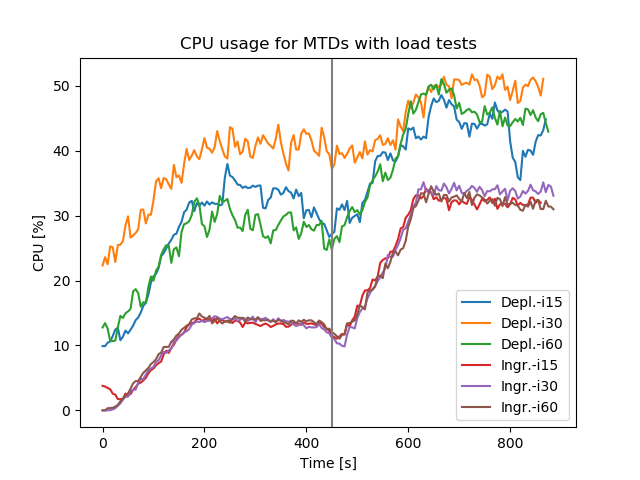 CPU usage for MTDs with load tests
CPU [%]
50
40
30
20
10
0
0 200 400 600 800
Time [s]
Depl.-i15
Depl.-i30
Depl.-i60
Ingr.-i15
Ingr.-i30
Ingr.-i60